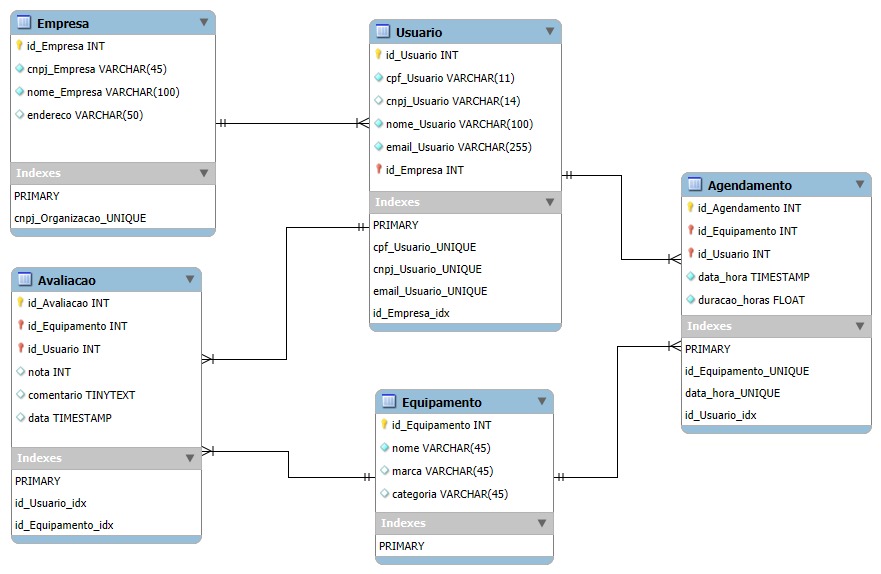 Empresa
id_Empresa INT
cnpj_Empresa VARCHAR(45)
nome_Empresa VARCHAR(100)
endereco VARCHAR(50)
Indexes
PRIMARY
cnpj_Organizacao_UNIQUE
Usuario
id_Usuario INT
cpf_Usuario VARCHAR(11)
cnpj_Usuario VARCHAR(14)
nome_Usuario VARCHAR(100)
email_Usuario VARCHAR(255)
id_Empresa INT
Indexes
PRIMARY
cpf_Usuario_UNIQUE
cnpj_Usuario_UNIQUE
email_Usuario_UNIQUE
id_Empresa_idx
Agendamento
id_Agendamento INT
id_Equipamento INT
id_Usuario INT
data_hora TIMESTAMP
duracao_horas FLOAT
Indexes
PRIMARY
id_Equipamento_UNIQUE
data_hora_UNIQUE
id_Usuario_idx
Avaliacao
id_Avaliacao INT
id_Equipamento INT
id_Usuario INT
nota INT
comentario TINYTEXT
data TIMESTAMP
Indexes
PRIMARY
id_Usuario_idx
id_Equipamento_idx
Equipamento
id_Equipamento INT
nome VARCHAR(45)
marca VARCHAR(45)
categoria VARCHAR(45)
Indexes
PRIMARY